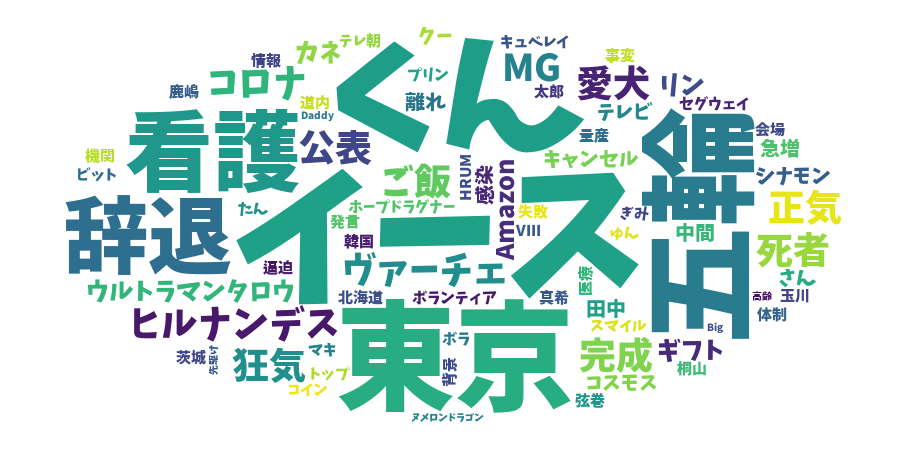 クー
テレ朝
キュベレイ
カネ
くん
事変
情報
MG
プリン
コロナ
愛犬
リン
鹿嶋
太郎
道内
離れ
セグウェイ
テレビ
Daddy
看護
五輪
会場
量産
公表
急増
機関
キャンセル
ビット
HRUM
感染
ご飯
シナモン
イース
Amazon
辞退
たん
ホープドラグナー
失敗
ぎみ
正気
発言
VIII
ゆん
中間
韓国
死者
逼迫
ヴァーチェ
医療
さん
ウルトラマンタロウ
北海道
ボランティア
真希
高齢
玉川
田中
体制
ヒルナンデス
東京
スマイル
Big
ボラ
マキ
完成
ギフト
茨城
先駆け
狂気
背景
桐山
トップ
コスモス
コイン
弦巻
ヌメロンドラゴン